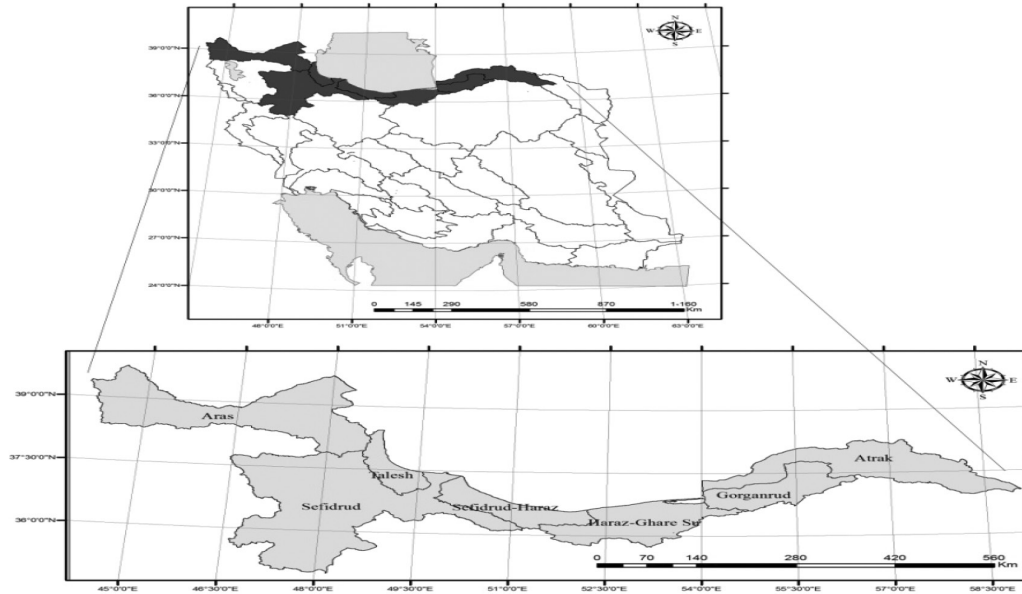 N
W E
S
39°0'0"N
36°0'0"N
33°0'0"N
30°0'0"N
27°0'0"N
24°0'0"N
0 145 290 580 870 1-160
Km
48°0'0"E 51°0'0"E 54°0'0"E 57°0'0"E 60°0'0"E 63°0'0"E
N
W E
S
39°0'0"N
Aras
37°30'0"N
Atrak
Talesh
Gorganrud
Sefidrud
Sefidrud-Haraz
36°0'0"N
Haraz-Ghare Su
0 70 140 280 420 560
Km
45°0'0"E 46°30'0"E 48°0'0"E 49°30'0"E 51°0'0"E 52°30'0"E 54°0'0"E 55°30'0"E 57°0'0"E 58°30'0"E